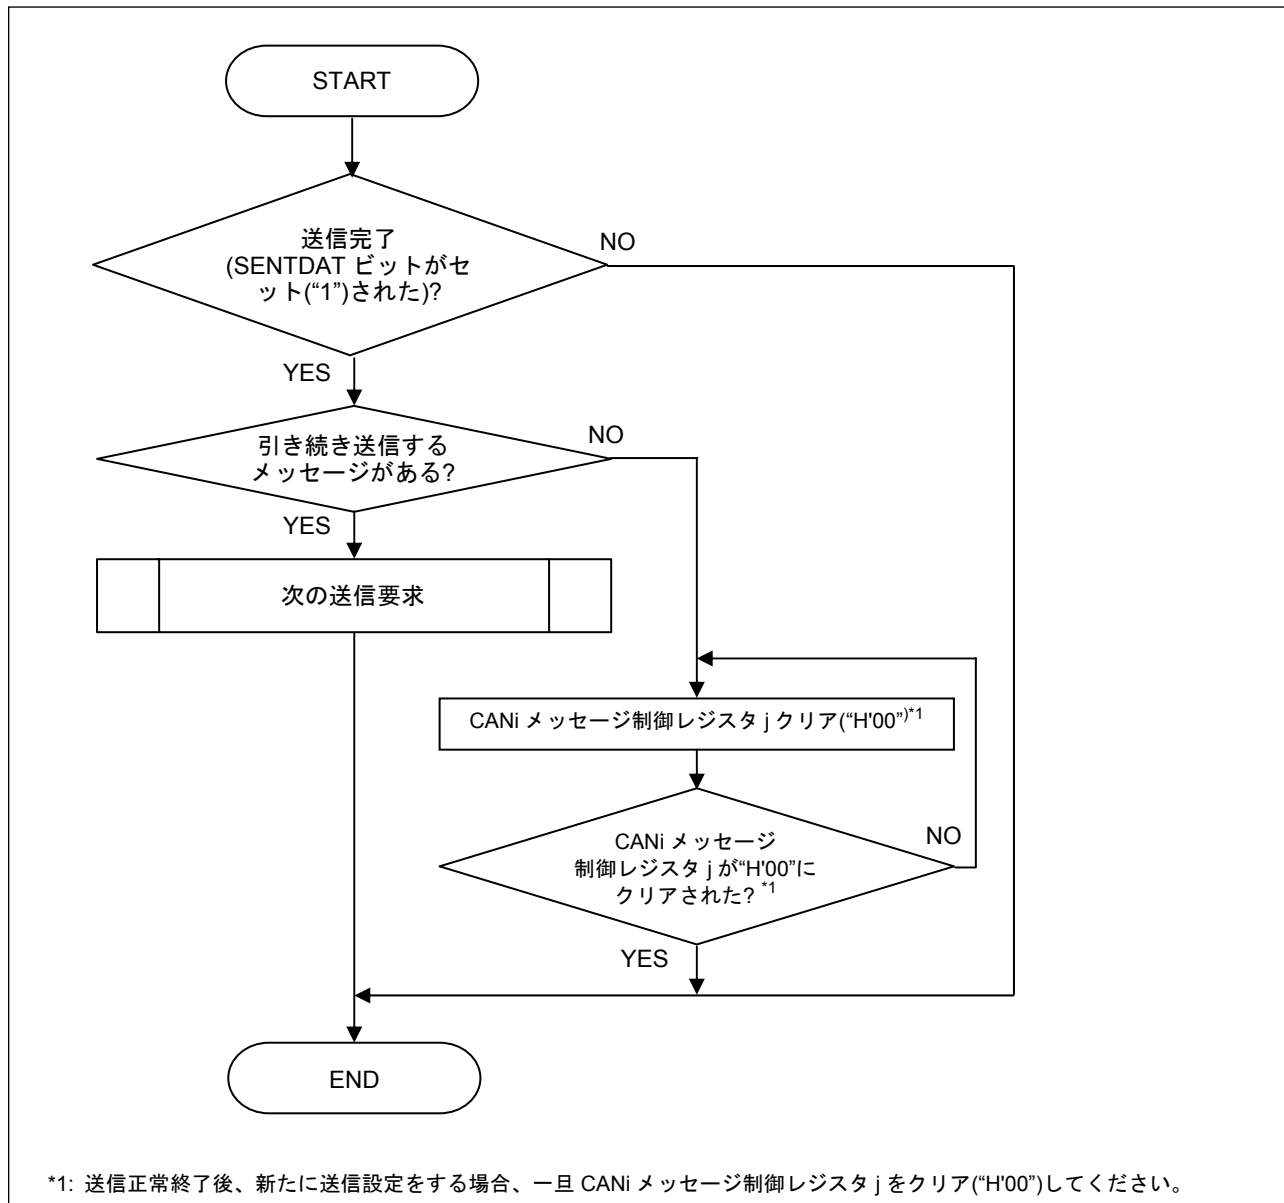 START
送信完了
(SENTDAT ビットがセ
ット(“1”)された)?
NO
YES
引き続き送信する
メッセージがある?
NO
YES
次の送信要求
CANi メッセージ制御レジスタ j クリア(“H'00”)*1
CANi メッセージ
制御レジスタ j が“H'00”に
クリアされた? *1
NO
YES
END
*1: 送信正常終了後、新たに送信設定をする場合、一旦 CANi メッセージ制御レジスタ j をクリア(“H'00”)してください。